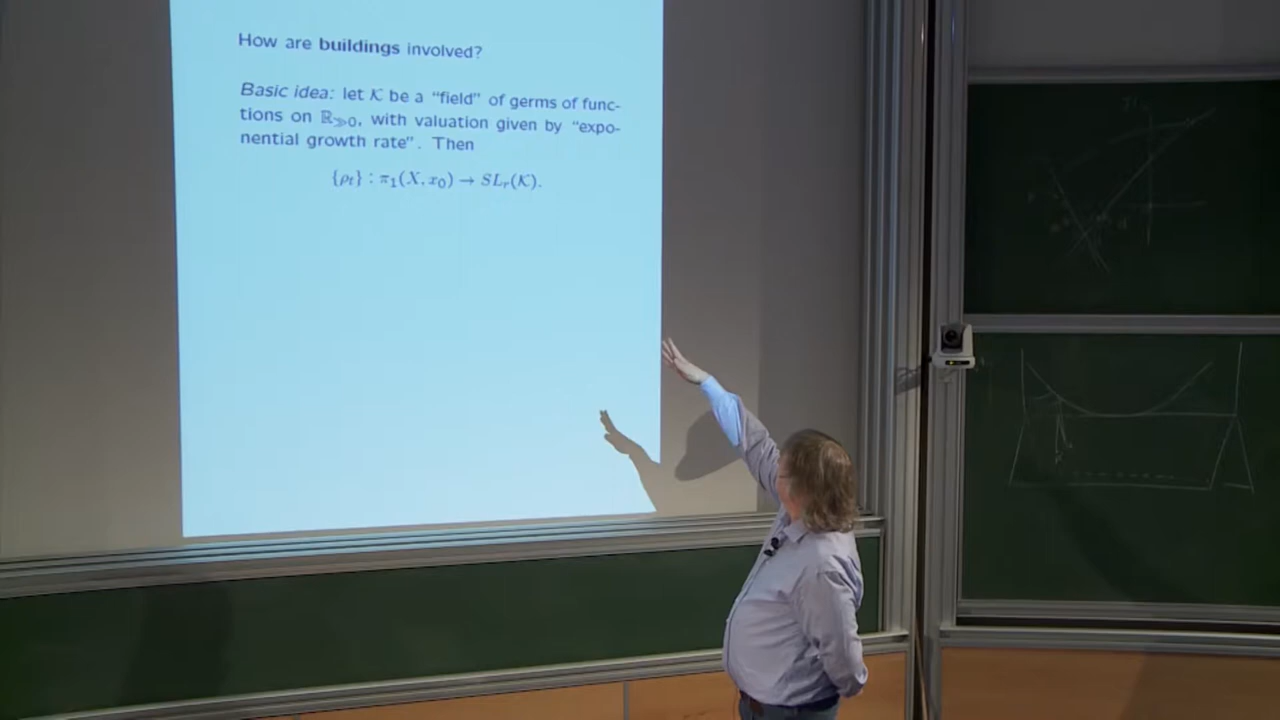 How are buildings involved?
Basic idea: let 𝒦 be a “field” of germs of func-
tions on ℝ≫0, with valuation given by “expo-
nential growth rate”. Then
{ρt} : π1(X, x0) → SLr(𝒦).